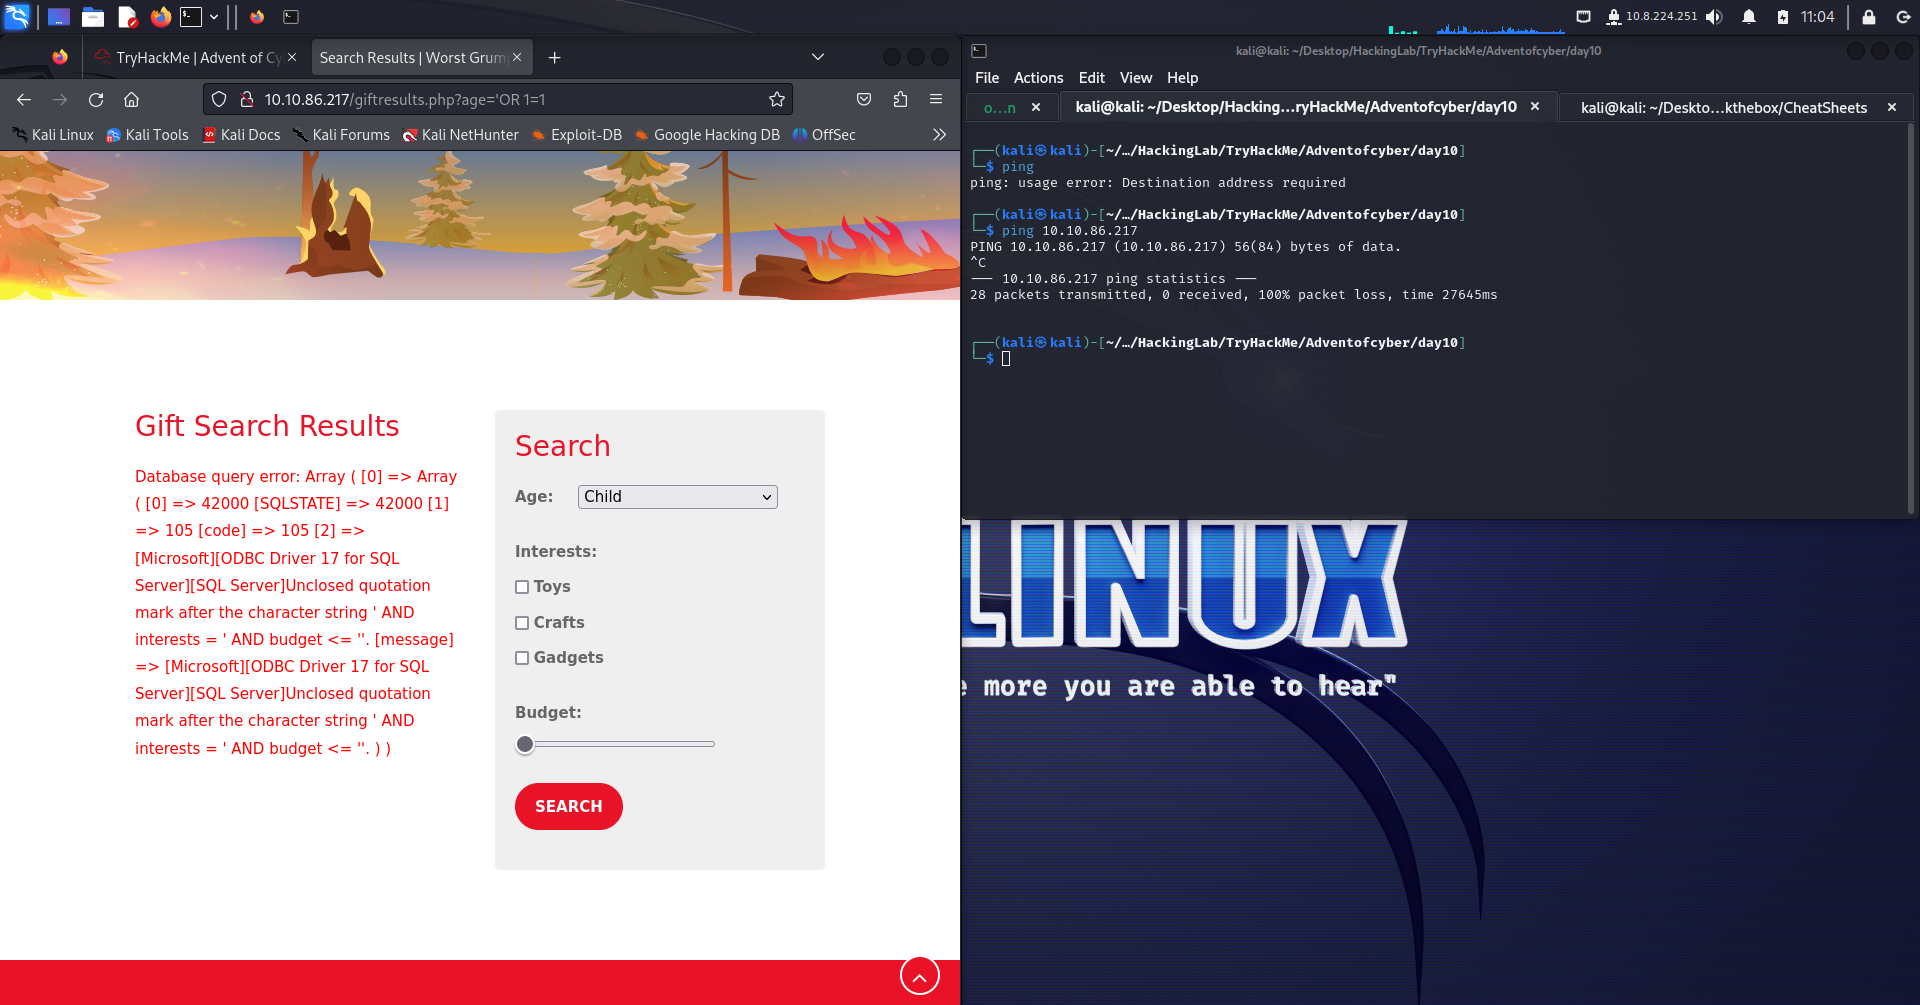 10.8.224.251
11:04
TryHackMe | Advent of Cy
Search Results | Worst Grum
10.10.86.217/giftresults.php?age='OR 1=1
Kali Linux
Kali Tools
Kali Docs
Kali Forums
Kali NetHunter
Exploit-DB
Google Hacking DB
OffSec
Gift Search Results
Database query error: Array ( [0] => Array
( [0] => 42000 [SQLSTATE] => 42000 [1]
=> 105 [code] => 105 [2] =>
[Microsoft][ODBC Driver 17 for SQL
Server][SQL Server]Unclosed quotation
mark after the character string ' AND
interests = ' AND budget <= ''. [message]
=> [Microsoft][ODBC Driver 17 for SQL
Server][SQL Server]Unclosed quotation
mark after the character string ' AND
interests = ' AND budget <= ''. ) )
Search
Age:
Child
Interests:
Toys
Crafts
Gadgets
Budget:
SEARCH
kali@kali: ~/Desktop/HackingLab/TryHackMe/Adventofcyber/day10
File Actions Edit View Help
o...n
kali@kali: ~/Desktop/Hacking...ryHackMe/Adventofcyber/day10
kali@kali: ~/Deskto...kthebox/CheatSheets
┌──(kali㉿kali)-[~/…/HackingLab/TryHackMe/Adventofcyber/day10]
└─$ ping
ping: usage error: Destination address required
┌──(kali㉿kali)-[~/…/HackingLab/TryHackMe/Adventofcyber/day10]
└─$ ping 10.10.86.217
PING 10.10.86.217 (10.10.86.217) 56(84) bytes of data.
^C
--- 10.10.86.217 ping statistics ---
28 packets transmitted, 0 received, 100% packet loss, time 27645ms
┌──(kali㉿kali)-[~/…/HackingLab/TryHackMe/Adventofcyber/day10]
└─$
LINUX
e more you are able to hear"